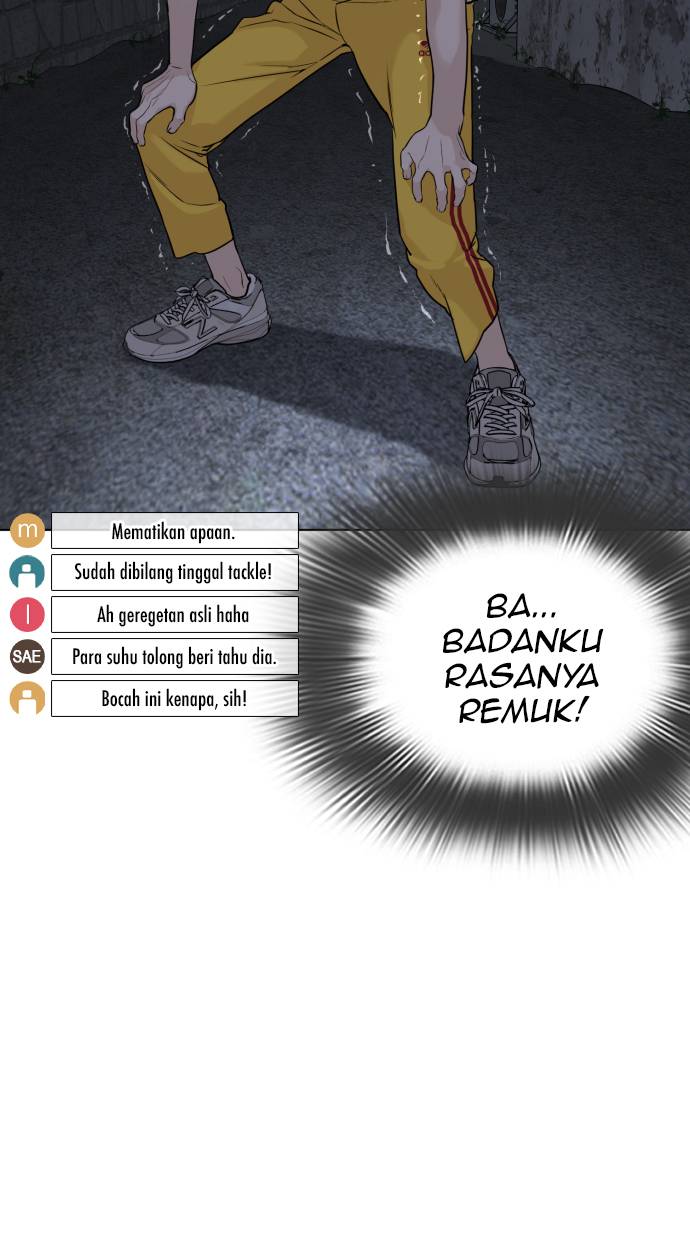 m
Mematikan apaan.
Sudah dibilang tinggal tackle!
I
Ah geregetan asli haha
SAE
Para suhu tolong beri tahu dia.
Bocah ini kenapa, sih!
BA...
BADANKU
RASANYA
REMUK!